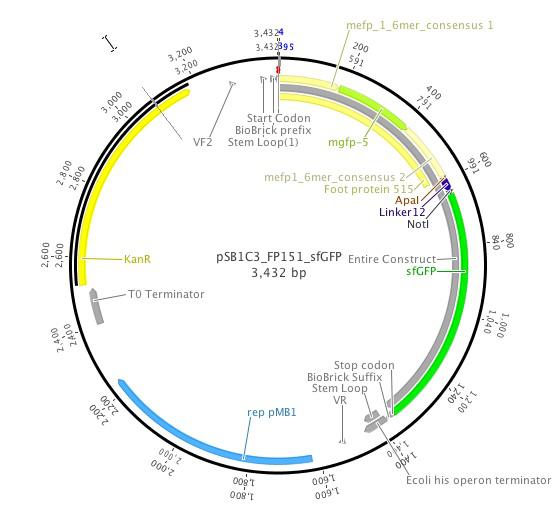 mefp_1_6mer_consensus 1
3,432
4
3,432
395
200
591
400
791
600
991
800
840
1,000
1,040
1,200
1,240
1,400
1,400
1,600
1,600
1,800
1,800
2,000
2,000
2,200
2,200
2,400
2,400
2,600
2,600
2,800
2,800
3,000
3,000
3,200
3,200
VF2
Start Codon
BioBrick prefix
Stem Loop(1)
mgfp-5
mefp1_6mer_consensus 2
Foot protein 515
ApaI
Linker12
NotI
pSB1C3_FP151_sfGFP
3,432 bp
Entire Construct
sfGFP
KanR
T0 Terminator
Stop codon
BioBrick Suffix
Stem Loop
VR
rep pMB1
Ecoli his operon terminator